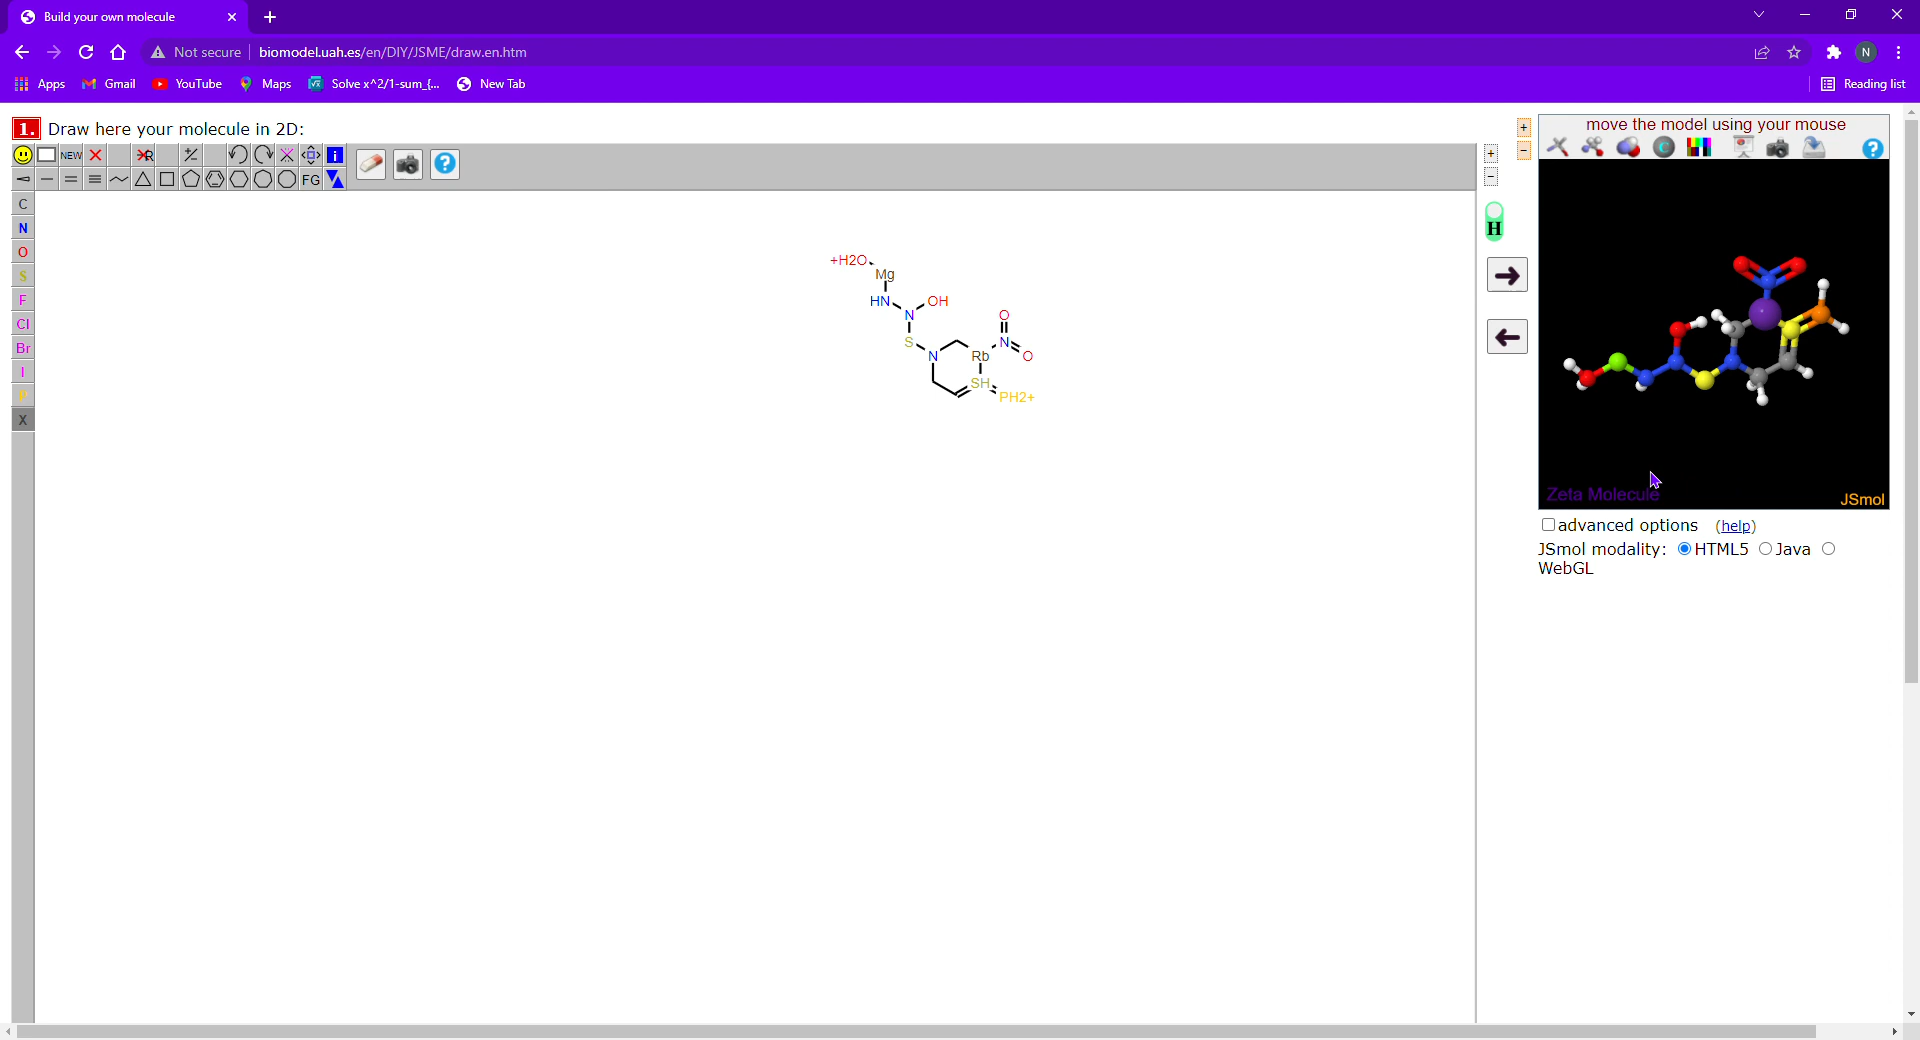 Build your own molecule
Not secure biomodel.uah.es/en/DIY/JSME/draw.en.htm N
Apps Gmail YouTube Maps Solve x^2/1-sum_{... New Tab Reading list
1. Draw here your molecule in 2D:
NEW XR +/- i ?
FG
C
N
O
S
F
Cl
Br
I
P
X
+H2O
Mg
HN OH
N
S
N
O
N
Rb O
SH
PH2+
+ -
+ -
H
move the model using your mouse
C ?
Zeta Molecule JSmol
advanced options (help)
JSmol modality: HTML5 Java
WebGL